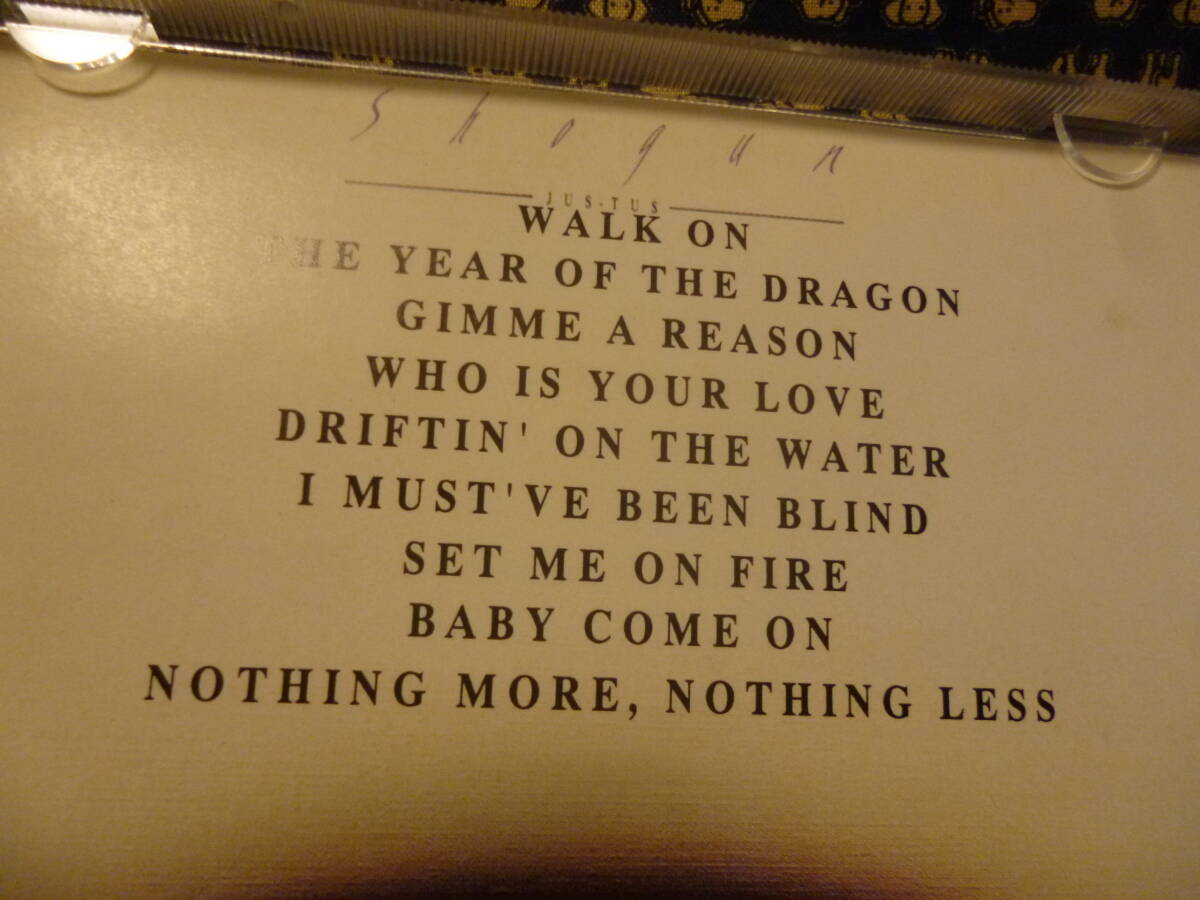 shogun
JUS-TUS
WALK ON
THE YEAR OF THE DRAGON
GIMME A REASON
WHO IS YOUR LOVE
DRIFTIN' ON THE WATER
I MUST'VE BEEN BLIND
SET ME ON FIRE
BABY COME ON
NOTHING MORE, NOTHING LESS